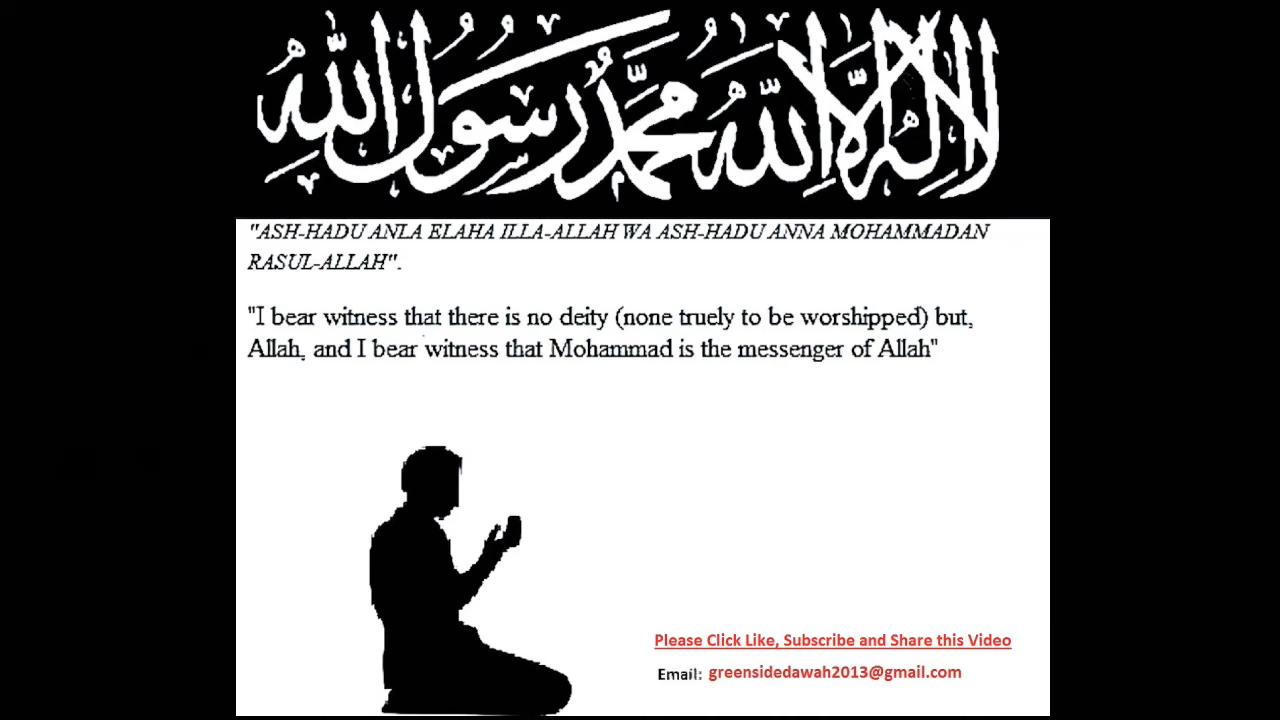 لا إله إلا الله محمد رسول الله
"ASH-HADU ANLA ELAHA ILLA-ALLAH WA ASH-HADU ANNA MOHAMMADAN
RASUL-ALLAH".
"I bear witness that there is no deity (none truely to be worshipped) but,
Allah, and I bear witness that Mohammad is the messenger of Allah"
Please Click Like, Subscribe and Share this Video
Email: greensidedawah2013@gmail.com